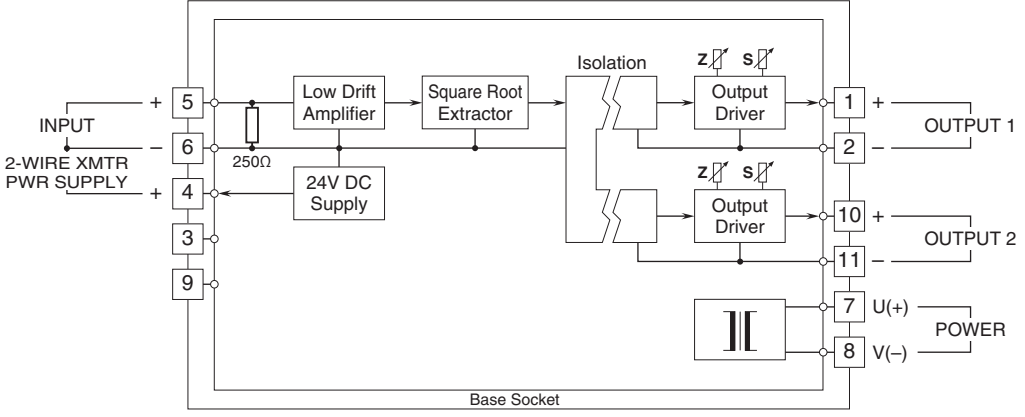 Isolation
Z S
Low Drift
Amplifier
Square Root
Extractor
Output
Driver
5 +
INPUT
6 –
250Ω
2-WIRE XMTR
PWR SUPPLY
4 +
24V DC
Supply
3
9
1 +
OUTPUT 1
2 –
Z S
Output
Driver
10 +
OUTPUT 2
11 –
7 U(+)
POWER
8 V(–)
Base Socket